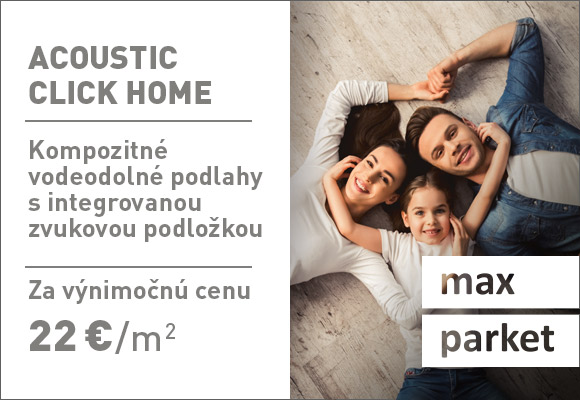 ACOUSTIC
CLICK HOME
Kompozitné
vodeodolné podlahy
s integrovanou
zvukovou podložkou
Za výnimočnú cenu
22 €/m²
max
parket